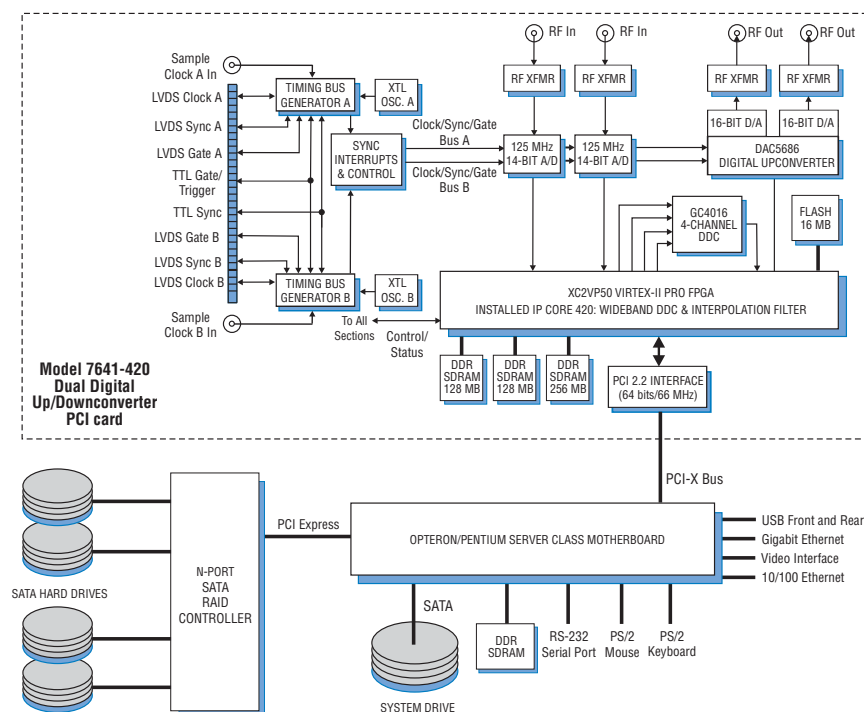 RF In
RF In
RF Out
RF Out
Sample
Clock A In
LVDS Clock A
LVDS Sync A
LVDS Gate A
TTL Gate/
Trigger
TTL Sync
LVDS Gate B
LVDS Sync B
LVDS Clock B
Sample
Clock B In
TIMING BUS
GENERATOR A
XTL
OSC. A
SYNC
INTERRUPTS
& CONTROL
TIMING BUS
GENERATOR B
XTL
OSC. B
Clock/Sync/Gate
Bus A
Clock/Sync/Gate
Bus B
RF XFMR
RF XFMR
RF XFMR
RF XFMR
125 MHz
14-BIT A/D
125 MHz
14-BIT A/D
16-BIT D/A
16-BIT D/A
DAC5686
DIGITAL UPCONVERTER
GC4016
4-CHANNEL
DDC
FLASH
16 MB
XC2VP50 VIRTEX-II PRO FPGA
INSTALLED IP CORE 420: WIDEBAND DDC & INTERPOLATION FILTER
To All
Sections
Control/
Status
DDR
SDRAM
128 MB
DDR
SDRAM
128 MB
DDR
SDRAM
256 MB
PCI 2.2 INTERFACE
(64 bits/66 MHz)
Model 7641-420
Dual Digital
Up/Downconverter
PCI card
PCI-X Bus
SATA HARD DRIVES
N-PORT
SATA
RAID
CONTROLLER
PCI Express
OPTERON/PENTIUM SERVER CLASS MOTHERBOARD
USB Front and Rear
Gigabit Ethernet
Video Interface
10/100 Ethernet
SATA
SYSTEM DRIVE
DDR
SDRAM
RS-232
Serial Port
PS/2
Mouse
PS/2
Keyboard